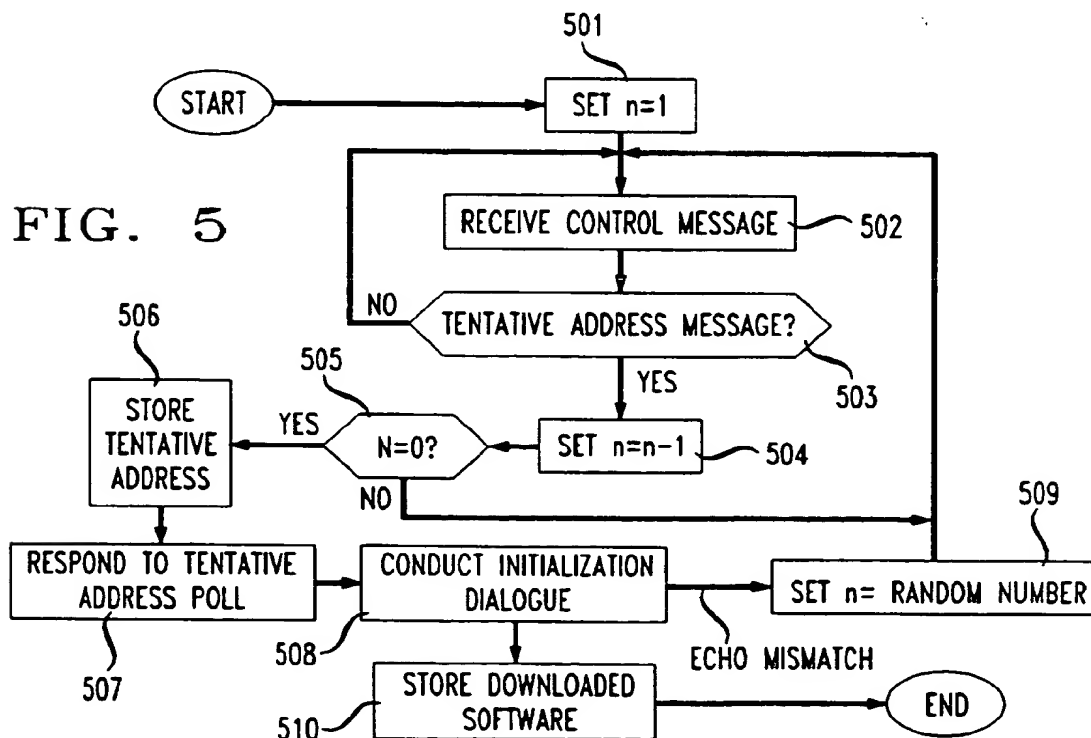 501
START
SET n=1
FIG. 5
RECEIVE CONTROL MESSAGE
502
NO
TENTATIVE ADDRESS MESSAGE?
503
YES
506
505
STORE
TENTATIVE
ADDRESS
YES
N=0?
SET n=n-1
504
NO
509
RESPOND TO TENTATIVE
ADDRESS POLL
CONDUCT INITIALIZATION
DIALOGUE
SET n= RANDOM NUMBER
507
508
ECHO MISMATCH
STORE DOWNLOADED
SOFTWARE
510
END